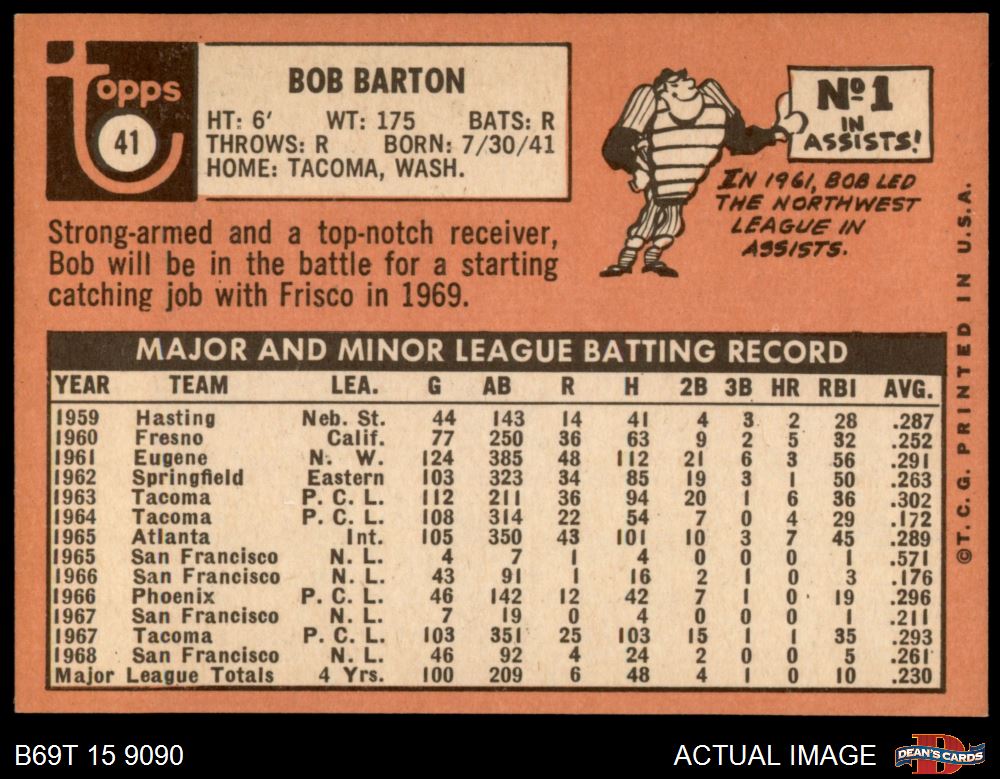 topps
41
BOB BARTON
HT: 6' WT: 175 BATS: R
THROWS: R BORN: 7/30/41
HOME: TACOMA, WASH.
Strong-armed and a top-notch receiver,
Bob will be in the battle for a starting
catching job with Frisco in 1969.
Nº 1
IN
ASSISTS!
IN 1961, BOB LED
THE NORTHWEST
LEAGUE IN
ASSISTS.
MAJOR AND MINOR LEAGUE BATTING RECORD
YEAR TEAM LEA. G AB R H 2B 3B HR RBI AVG.
1959 Hasting Neb. St. 44 143 14 41 4 3 2 28 .287
1960 Fresno Calif. 77 250 36 63 9 2 5 32 .252
1961 Eugene N. W. 124 385 48 112 21 6 3 56 .291
1962 Springfield Eastern 103 323 34 85 19 3 1 50 .263
1963 Tacoma P. C. L. 112 211 36 94 20 1 6 36 .302
1964 Tacoma P. C. L. 108 314 22 54 7 0 4 29 .172
1965 Atlanta Int. 105 350 43 101 10 3 7 45 .289
1965 San Francisco N. L. 4 7 1 4 0 0 0 1 .571
1966 San Francisco N. L. 43 91 1 16 2 1 0 3 .176
1966 Phoenix P. C. L. 46 142 12 42 7 1 0 19 .296
1967 San Francisco N. L. 7 19 0 4 0 0 0 1 .211
1967 Tacoma P. C. L. 103 351 25 103 15 1 1 35 .293
1968 San Francisco N. L. 46 92 4 24 2 0 0 5 .261
Major League Totals 4 Yrs. 100 209 6 48 4 1 0 10 .230
©T.C.G. PRINTED IN U.S.A.
B69T 15 9090
ACTUAL IMAGE
D
DEAN'S CARDS